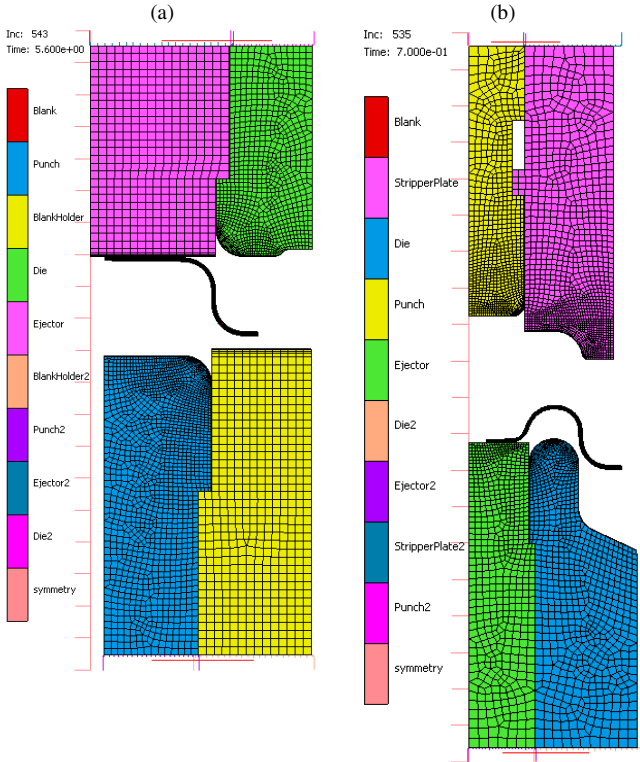 (a)
Inc: 543
Time: 5.600e+00
Blank
Punch
BlankHolder
Die
Ejector
BlankHolder2
Punch2
Ejector2
Die2
symmetry
(b)
Inc: 535
Time: 7.000e-01
Blank
StripperPlate
Die
Punch
Ejector
Die2
Ejector2
StripperPlate2
Punch2
symmetry